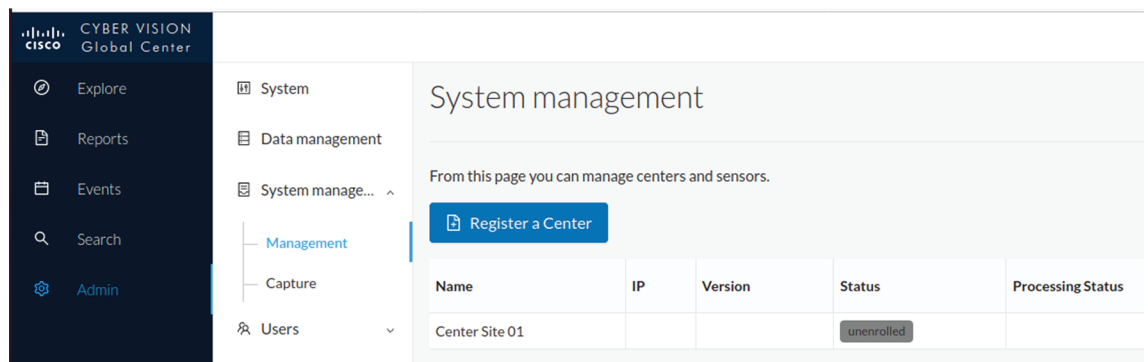 CISCO
CYBER VISION
Global Center
Explore
Reports
Events
Search
Admin
System
Data management
System manage...
Management
Capture
Users
System management
From this page you can manage centers and sensors.
Register a Center
Name IP Version Status Processing Status
Center Site 01 unenrolled